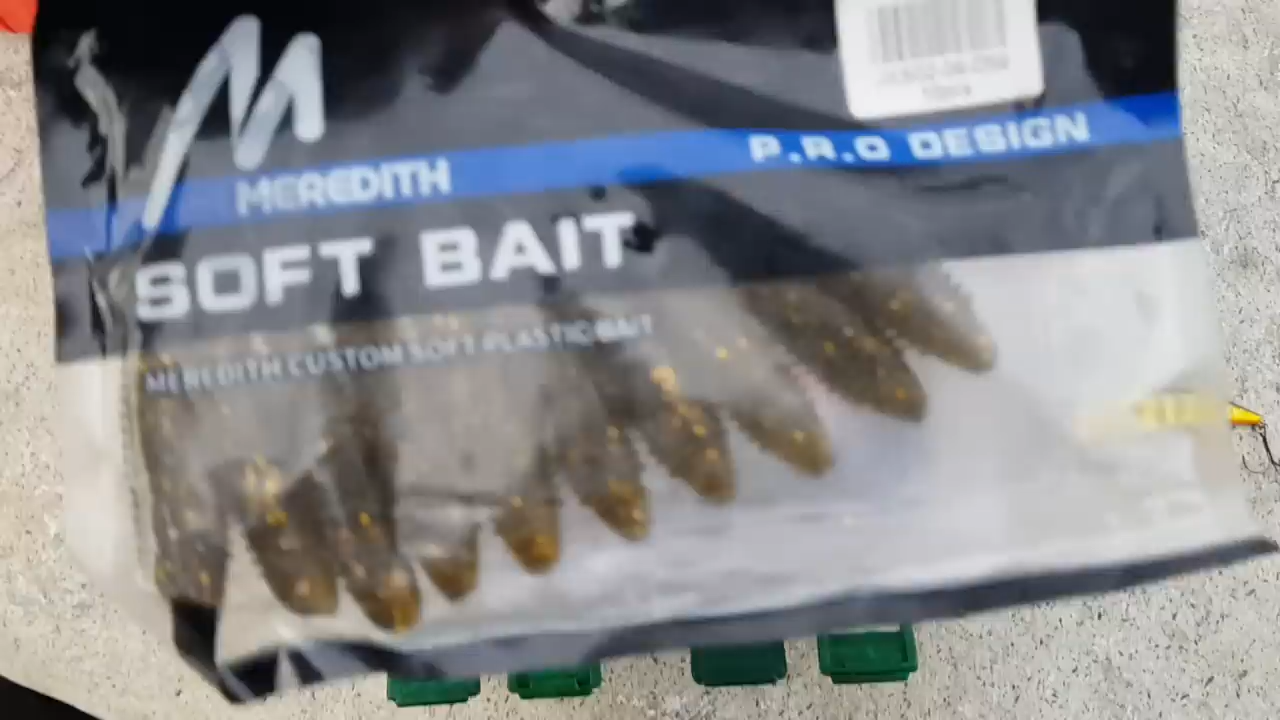 M
P.R.O DESIGN
MEREDITH
SOFT BAIT
MEREDITH CUSTOM SOFT PLASTIC BAIT